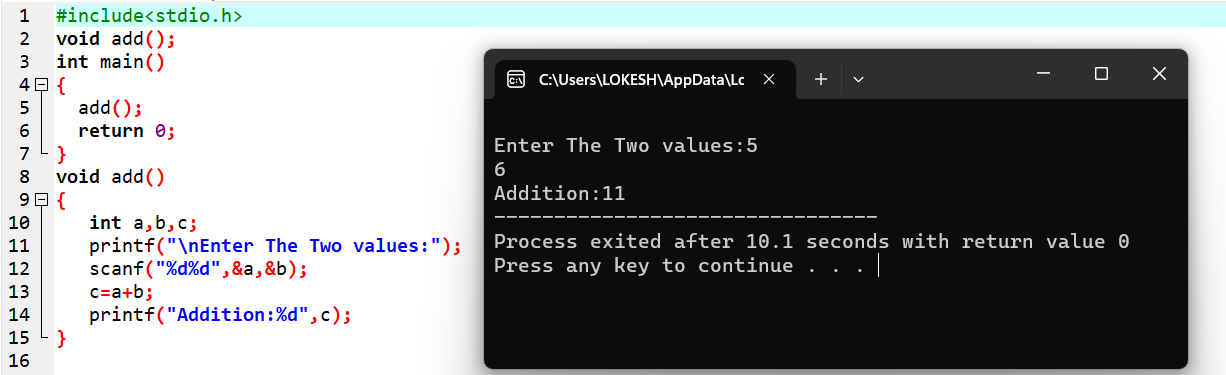 1 #include<stdio.h>
2 void add();
3 int main()
4 {
5 add();
6 return 0;
7 }
8 void add()
9 {
10 int a,b,c;
11 printf("\nEnter The Two values:");
12 scanf("%d%d",&a,&b);
13 c=a+b;
14 printf("Addition:%d",c);
15 }
16
C:\Users\LOKESH\AppData\Lc
Enter The Two values:5
6
Addition:11
--------------------------------
Process exited after 10.1 seconds with return value 0
Press any key to continue . . .